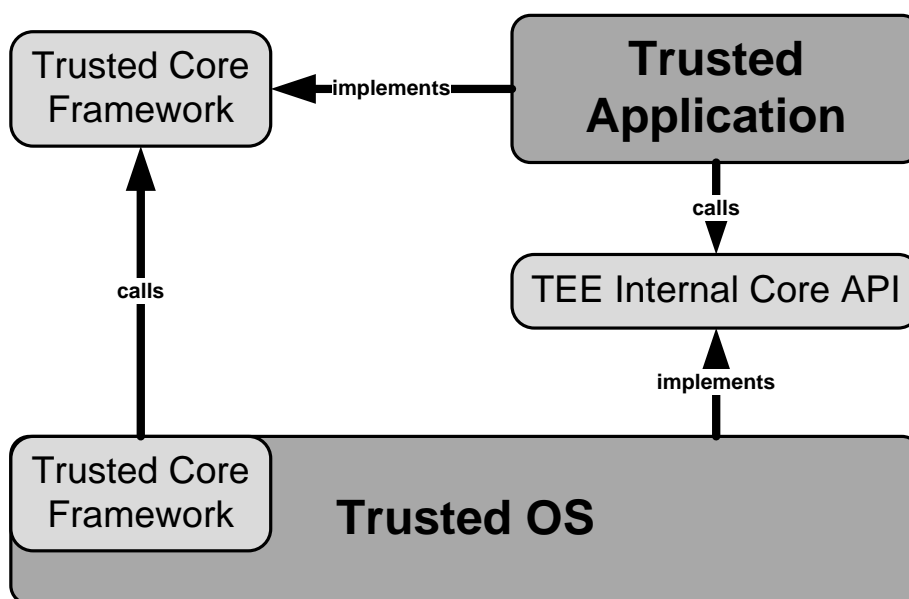 Trusted Core
Framework
implements
Trusted
Application
calls
calls
TEE Internal Core API
implements
Trusted Core
Framework
Trusted OS